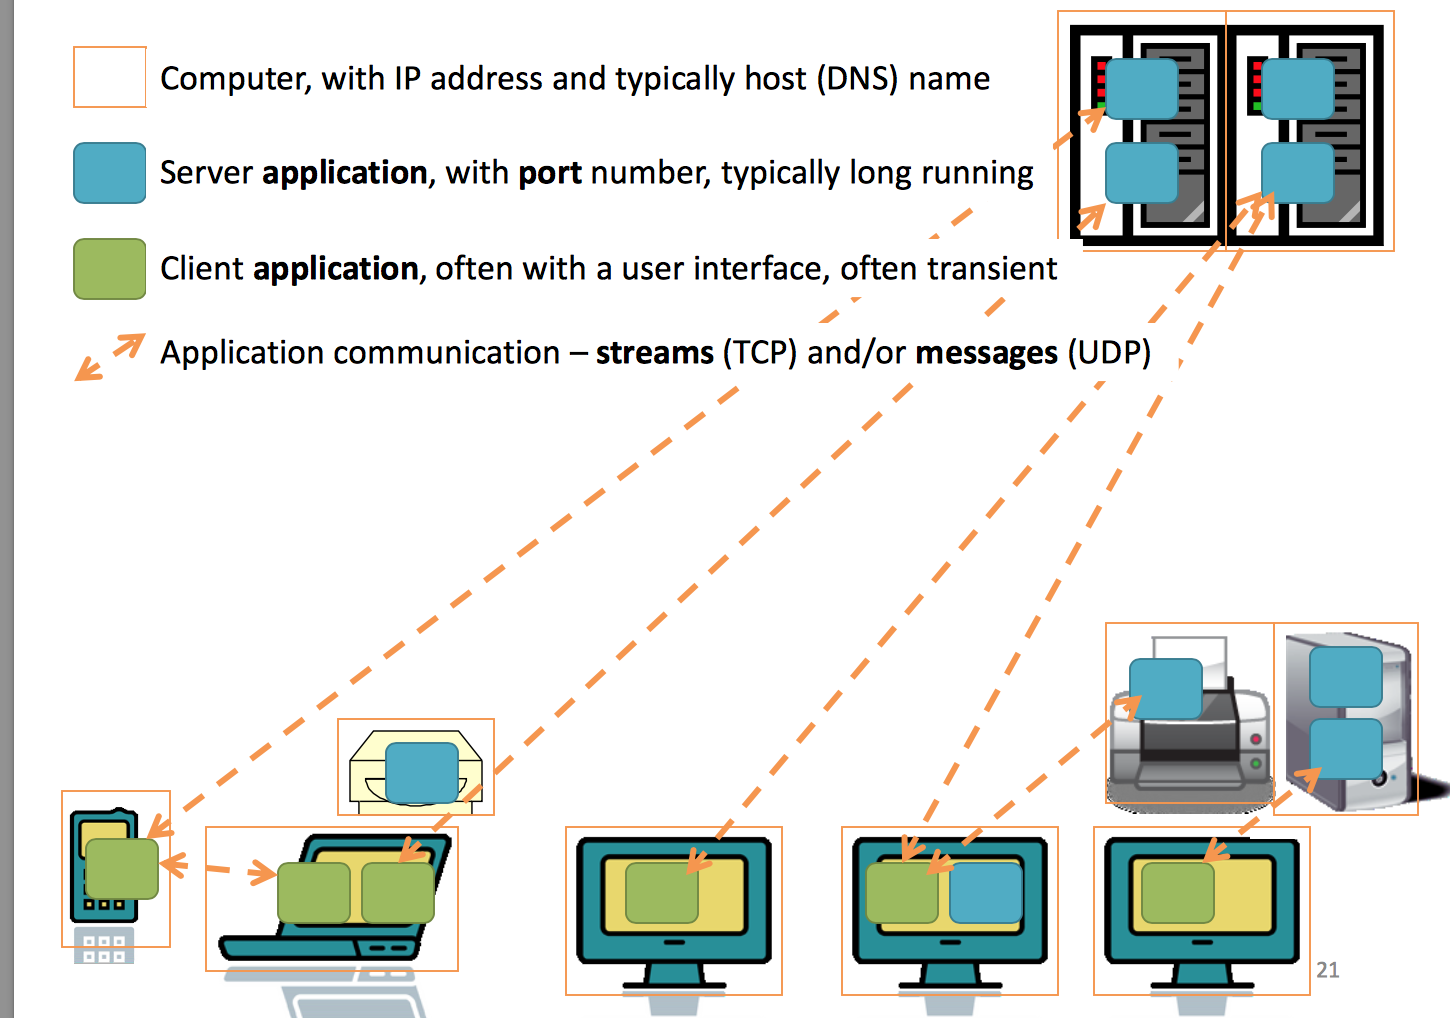 Computer, with IP address and typically host (DNS) name
Server application, with port number, typically long running
Client application, often with a user interface, often transient
Application communication – streams (TCP) and/or messages (UDP)
21